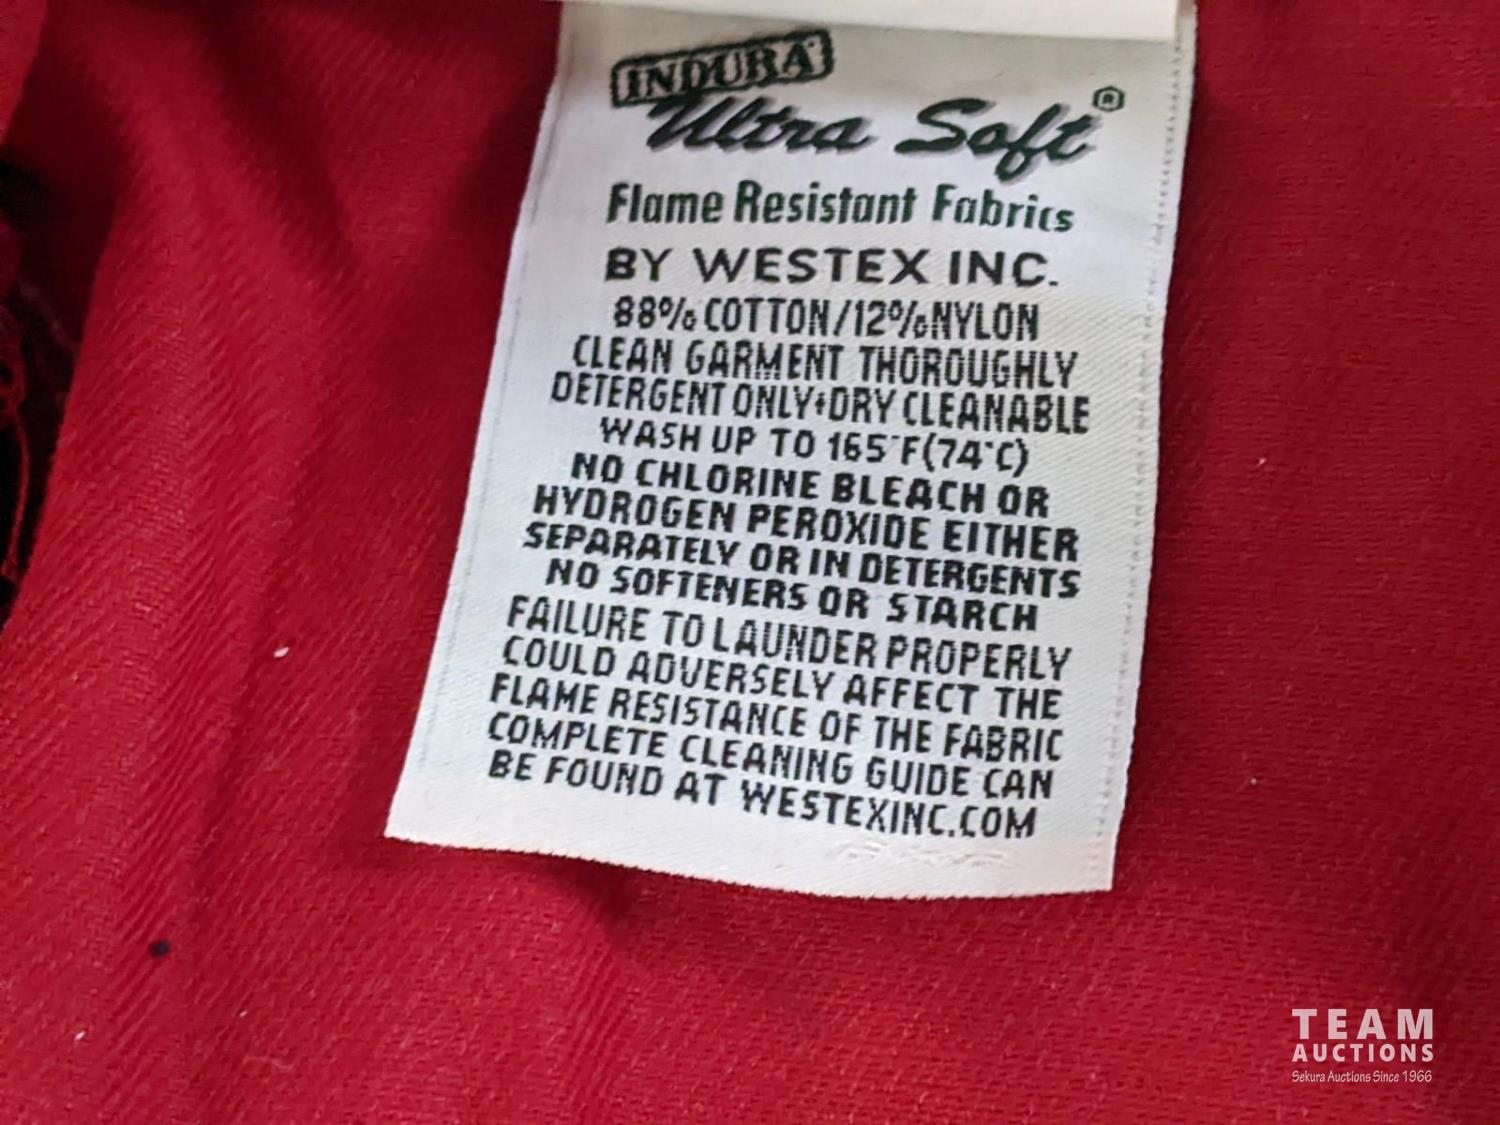 INDURA
Ultra Soft®
Flame Resistant Fabrics
BY WESTEX INC.
88% COTTON/12%NYLON
CLEAN GARMENT THOROUGHLY
DETERGENT ONLY•DRY CLEANABLE
WASH UP TO 165°F(74°C)
NO CHLORINE BLEACH OR
HYDROGEN PEROXIDE EITHER
SEPARATELY OR IN DETERGENTS
NO SOFTENERS OR STARCH
FAILURE TO LAUNDER PROPERLY
COULD ADVERSELY AFFECT THE
FLAME RESISTANCE OF THE FABRIC
COMPLETE CLEANING GUIDE CAN
BE FOUND AT WESTEXINC.COM
TEAM
AUCTIONS
Sekura Auctions Since 1966